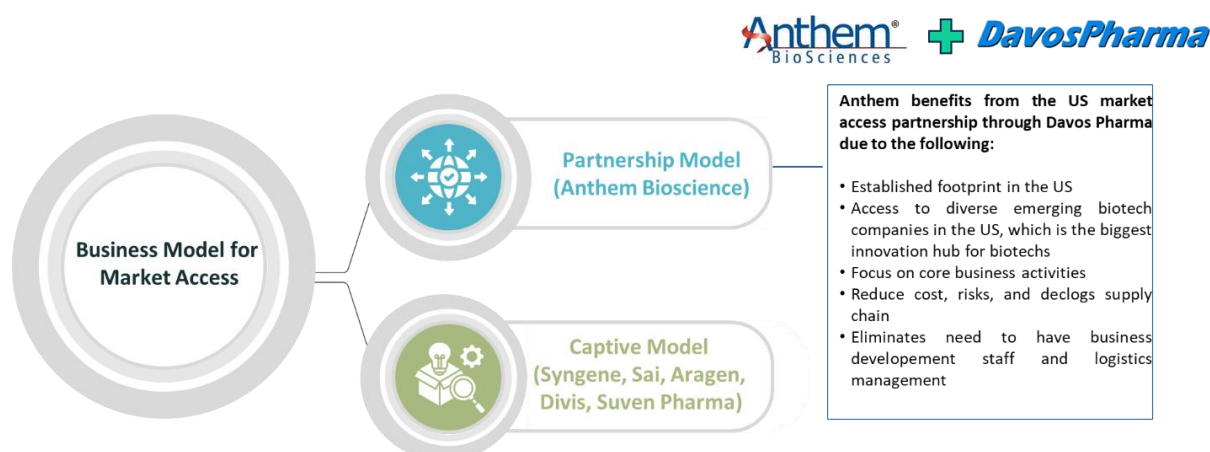 Anthem®
BioSciences
DavosPharma
Business Model for
Market Access
Partnership Model
(Anthem Bioscience)
Captive Model
(Syngene, Sai, Aragen,
Divis, Suven Pharma)
Anthem benefits from the US market
access partnership through Davos Pharma
due to the following:
• Established footprint in the US
• Access to diverse emerging biotech
companies in the US, which is the biggest
innovation hub for biotechs
• Focus on core business activities
• Reduce cost, risks, and declogs supply
chain
• Eliminates need to have business
developement staff and logistics
management